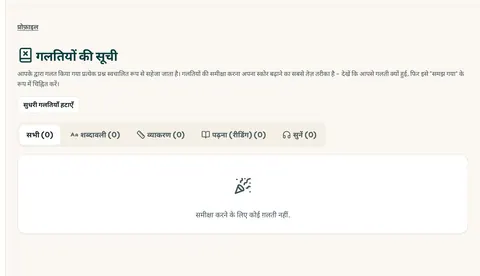 प्रोफ़ाइल
गलतियों की सूची
आपके द्वारा गलत किया गया प्रत्येक प्रश्न स्वचालित रूप से सहेजा जाता है। गलतियों की समीक्षा करना अपना स्कोर बढ़ाने का सबसे तेज़ तरीका है – देखें कि आपसे गलती क्यों हुई, फिर इसे "समझ गया" के
रूप में चिह्नित करें।
सुधरी गलतियाँ हटाएँ
सभी (0) Aa शब्दावली (0) व्याकरण (0) पढ़ना (रीडिंग) (0) सुनें (0)
समीक्षा करने के लिए कोई गलती नहीं.